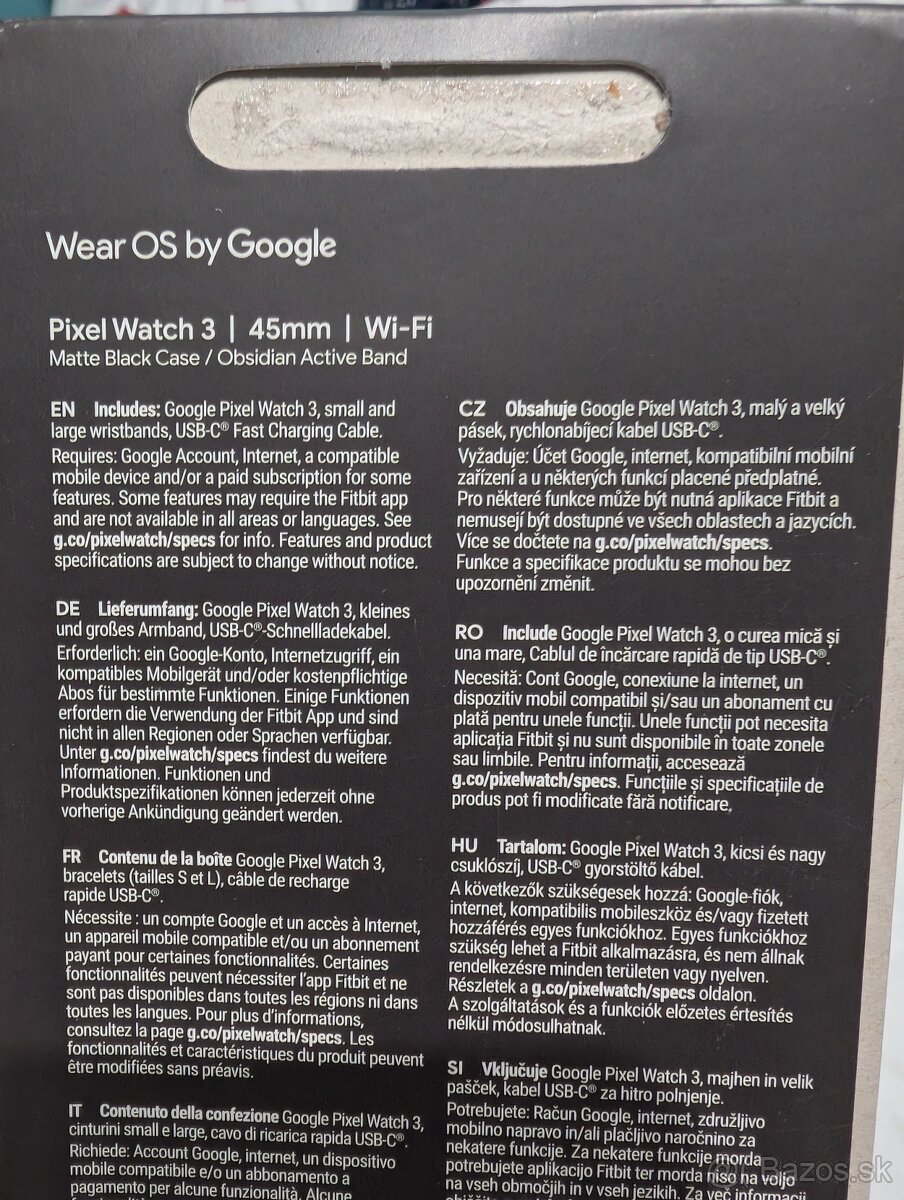 Wear OS by Google
Pixel Watch 3 | 45mm | Wi-Fi
Matte Black Case / Obsidian Active Band
EN Includes: Google Pixel Watch 3, small and
large wristbands, USB-C® Fast Charging Cable.
Requires: Google Account, Internet, a compatible
mobile device and/or a paid subscription for some
features. Some features may require the Fitbit app
and are not available in all areas or languages. See
g.co/pixelwatch/specs for info. Features and product
specifications are subject to change without notice.
DE Lieferumfang: Google Pixel Watch 3, kleines
und großes Armband, USB-C®-Schnellladekabel.
Erforderlich: ein Google-Konto, Internetzugriff, ein
kompatibles Mobilgerät und/oder kostenpflichtige
Abos für bestimmte Funktionen. Einige Funktionen
erfordern die Verwendung der Fitbit App und sind
nicht in allen Regionen oder Sprachen verfügbar.
Unter g.co/pixelwatch/specs findest du weitere
Informationen. Funktionen und
Produktspezifikationen können jederzeit ohne
vorherige Ankündigung geändert werden.
FR Contenu de la boîte Google Pixel Watch 3,
bracelets (tailles S et L), câble de recharge
rapide USB-C®.
Nécessite : un compte Google et un accès à Internet,
un appareil mobile compatible et/ou un abonnement
payant pour certaines fonctionnalités. Certaines
fonctionnalités peuvent nécessiter l'app Fitbit et ne
sont pas disponibles dans toutes les régions ni dans
toutes les langues. Pour plus d'informations,
consultez la page g.co/pixelwatch/specs. Les
fonctionnalités et caractéristiques du produit peuvent
être modifiées sans préavis.
IT Contenuto della confezione Google Pixel Watch 3,
cinturini small e large, cavo di ricarica rapida USB-C®.
Richiede: Account Google, internet, un dispositivo
mobile compatibile e/o un abbonamento a
pagamento per alcune funzionalità. Alcune
CZ Obsahuje Google Pixel Watch 3, malý a velký
pásek, rychlonabíjecí kabel USB-C®.
Vyžaduje: Účet Google, internet, kompatibilní mobilní
zařízení a u některých funkcí placené předplatné.
Pro některé funkce může být nutná aplikace Fitbit a
nemusejí být dostupné ve všech oblastech a jazycích.
Více se dočtete na g.co/pixelwatch/specs.
Funkce a specifikace produktu se mohou bez
upozornění změnit.
RO Include Google Pixel Watch 3, o curea mică și
una mare, Cablul de încărcare rapidă de tip USB-C®.
Necesită: Cont Google, conexiune la internet, un
dispozitiv mobil compatibil și/sau un abonament cu
plată pentru unele funcții. Unele funcții pot necesita
aplicația Fitbit și nu sunt disponibile în toate zonele
sau limbile. Pentru informații, accesează
g.co/pixelwatch/specs. Funcțiile și specificațiile de
produs pot fi modificate fără notificare.
HU Tartalom: Google Pixel Watch 3, kicsi és nagy
csuklószíj, USB-C® gyorstöltő kábel.
A következők szükségesek hozzá: Google-fiók,
internet, kompatibilis mobileszköz és/vagy fizetett
hozzáférés egyes funkciókhoz. Egyes funkciókhoz
szükség lehet a Fitbit alkalmazásra, és nem állnak
rendelkezésre minden területen vagy nyelven.
Részletek a g.co/pixelwatch/specs oldalon.
A szolgáltatások és a funkciók előzetes értesítés
nélkül módosulhatnak.
SI Vključuje Google Pixel Watch 3, majhen in velik
pašček, kabel USB-C® za hitro polnjenje.
Potrebujete: Račun Google, internet, združljivo
mobilno napravo in/ali plačljivo naročnino za
nekatere funkcije. Za nekatere funkcije morda
potrebujete aplikacijo Fitbit ter morda niso na voljo
na vseh območjih in v vseh jezikih. Za več informacij
Bazos.sk